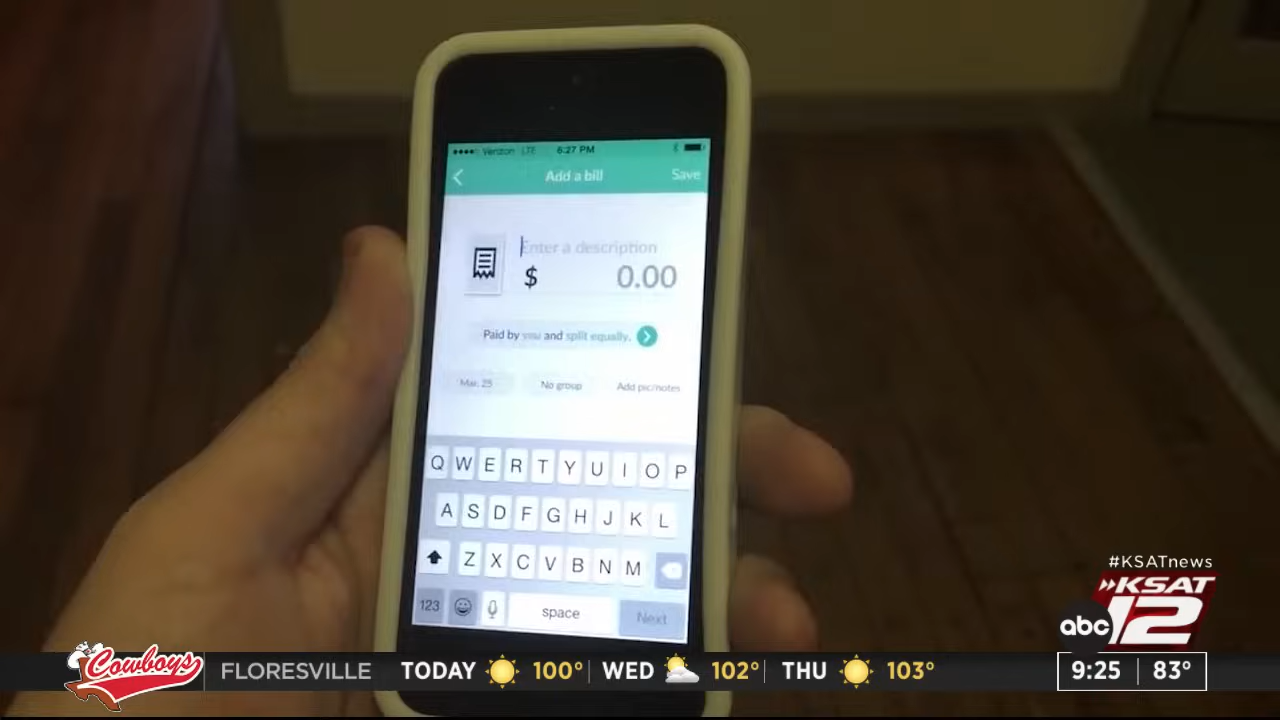 Verizon LTE 6:27 PM
Add a bill Save
Enter a description
$ 0.00
Paid by you and split equally.
Mar. 25 No group Add pic/notes
Q W E R T Y U I O P
A S D F G H J K L
Z X C V B N M
123 space Next
#KSATnews
KSAT
abc 12
Cowboys FLORESVILLE TODAY 100° WED 102° THU 103° 9:25 83°